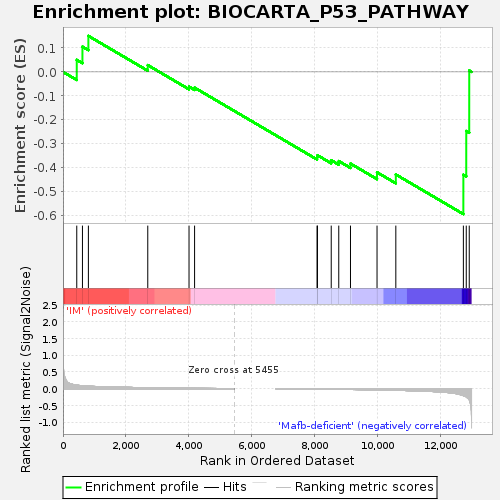 Enrichment plot: BIOCARTA_P53_PATHWAY
Enrichment score (ES)
0.1
0.0
-0.1
-0.2
-0.3
-0.4
-0.5
-0.6
'IM' (positively correlated)
Ranked list metric (Signal2Noise)
2.5
2.0
1.5
1.0
0.5
0.0
-0.5
-1.0
Zero cross at 5455
'Mafb-deficient' (negatively correlated)
0
2,000
4,000
6,000
8,000
10,000
12,000
Rank in Ordered Dataset
Enrichment profile
Hits
Ranking metric scores